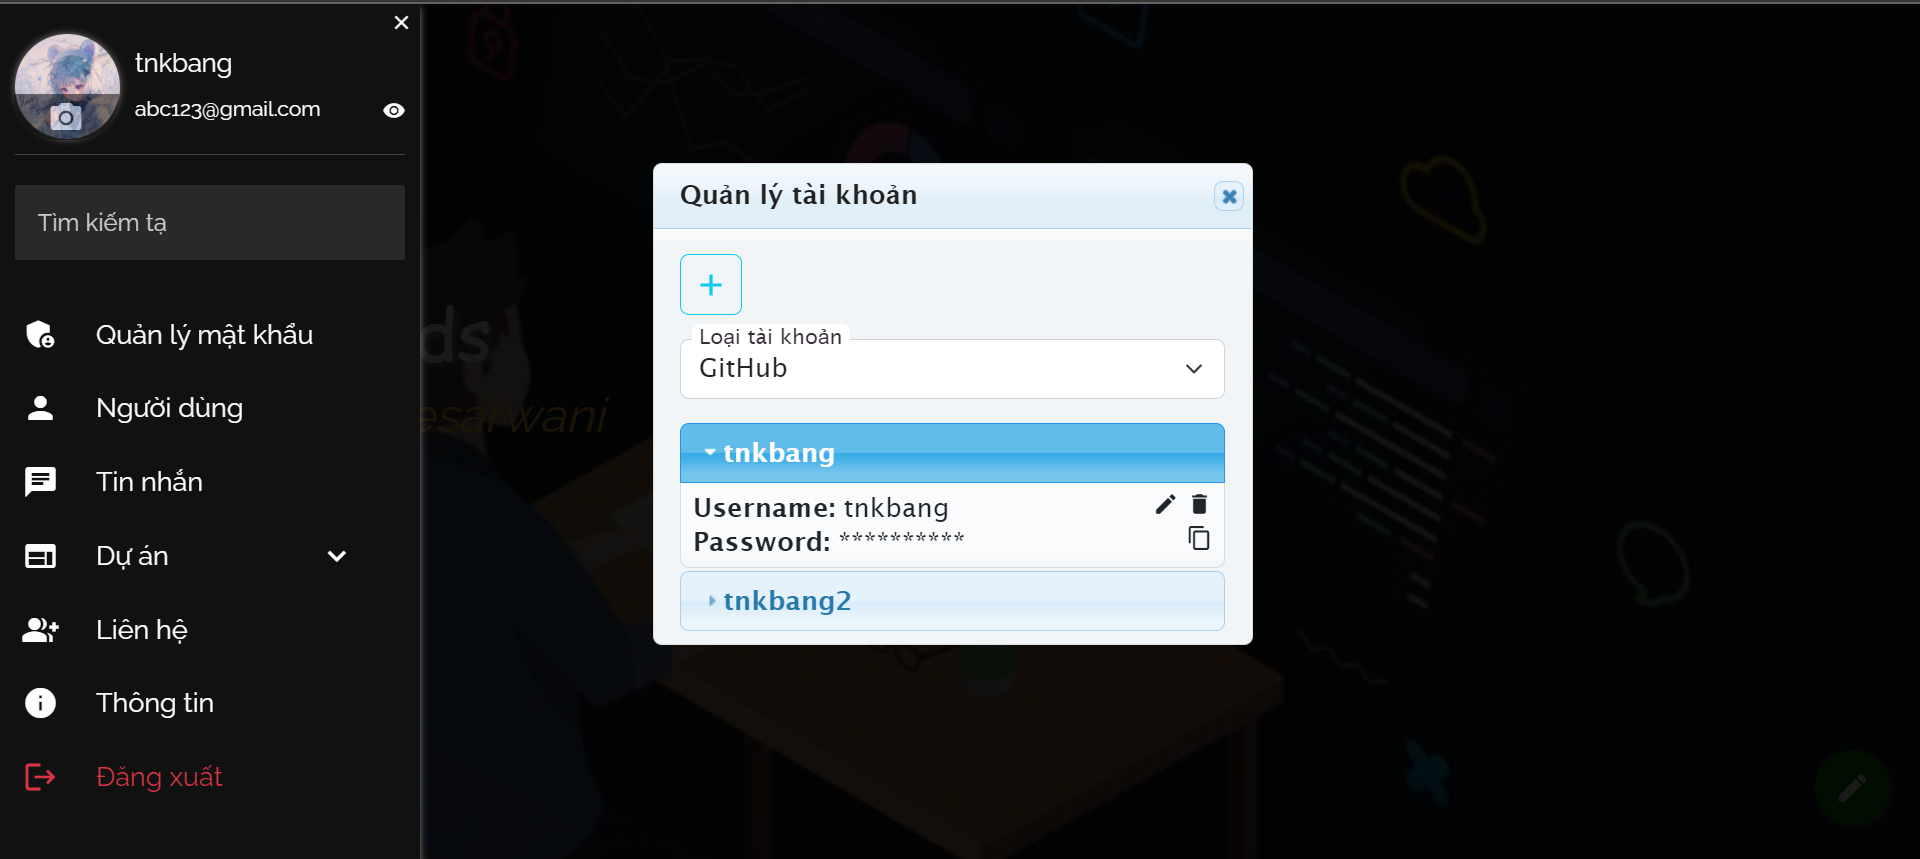 tnkbang
abc123@gmail.com
Tìm kiếm tạ
Quản lý mật khẩu
Người dùng
Tin nhắn
Dự án
Liên hệ
Thông tin
Đăng xuất
ds
esarwani
Quản lý tài khoản
Loại tài khoản
GitHub
tnkbang
Username: tnkbang
Password: **********
tnkbang2